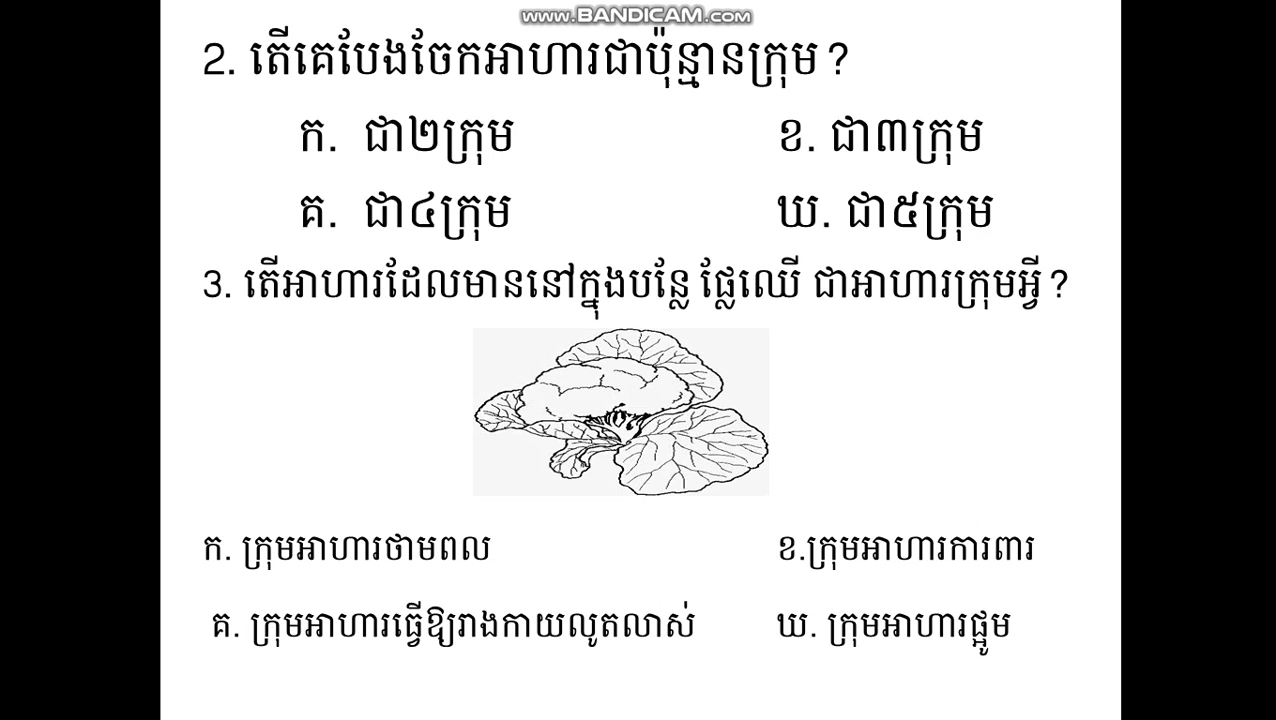 www.BANDICAM.com
2. តើគេបែងចែកអាហារជាប៉ុន្មានក្រុម ?
ក. ជា២ក្រុម ខ. ជា៣ក្រុម
គ. ជា៤ក្រុម ឃ. ជា៥ក្រុម
3. តើអាហារដែលមាននៅក្នុងបន្លែ ផ្លែឈើ ជាអាហារក្រុមអ្វី ?
ក. ក្រុមអាហារថាមពល ខ.ក្រុមអាហារការពារ
គ. ក្រុមអាហារធ្វើឱ្យរាងកាយលូតលាស់ ឃ. ក្រុមអាហារផ្អូម